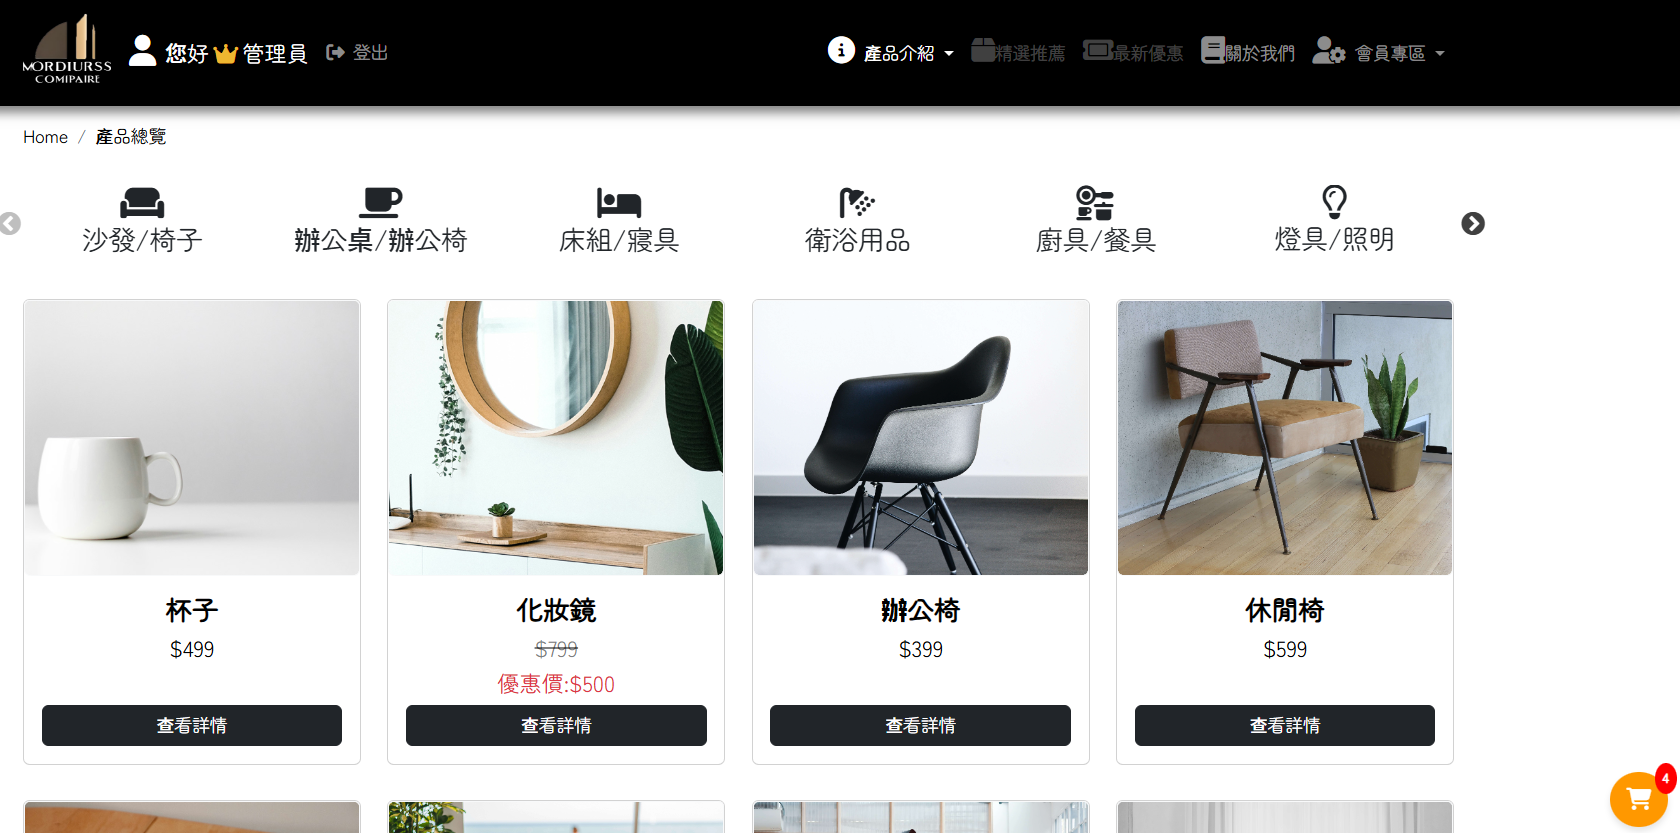 MORDIURSS
COMIPAIRE
您好 管理員 登出
產品介紹 精選推薦 最新優惠 關於我們 會員專區
Home / 產品總覽
沙發/椅子 辦公桌/辦公椅 床組/寢具 衛浴用品 廚具/餐具 燈具/照明
杯子
$499
查看詳情
化妝鏡
$799
優惠價:$500
查看詳情
辦公椅
$399
查看詳情
休閒椅
$599
查看詳情
4